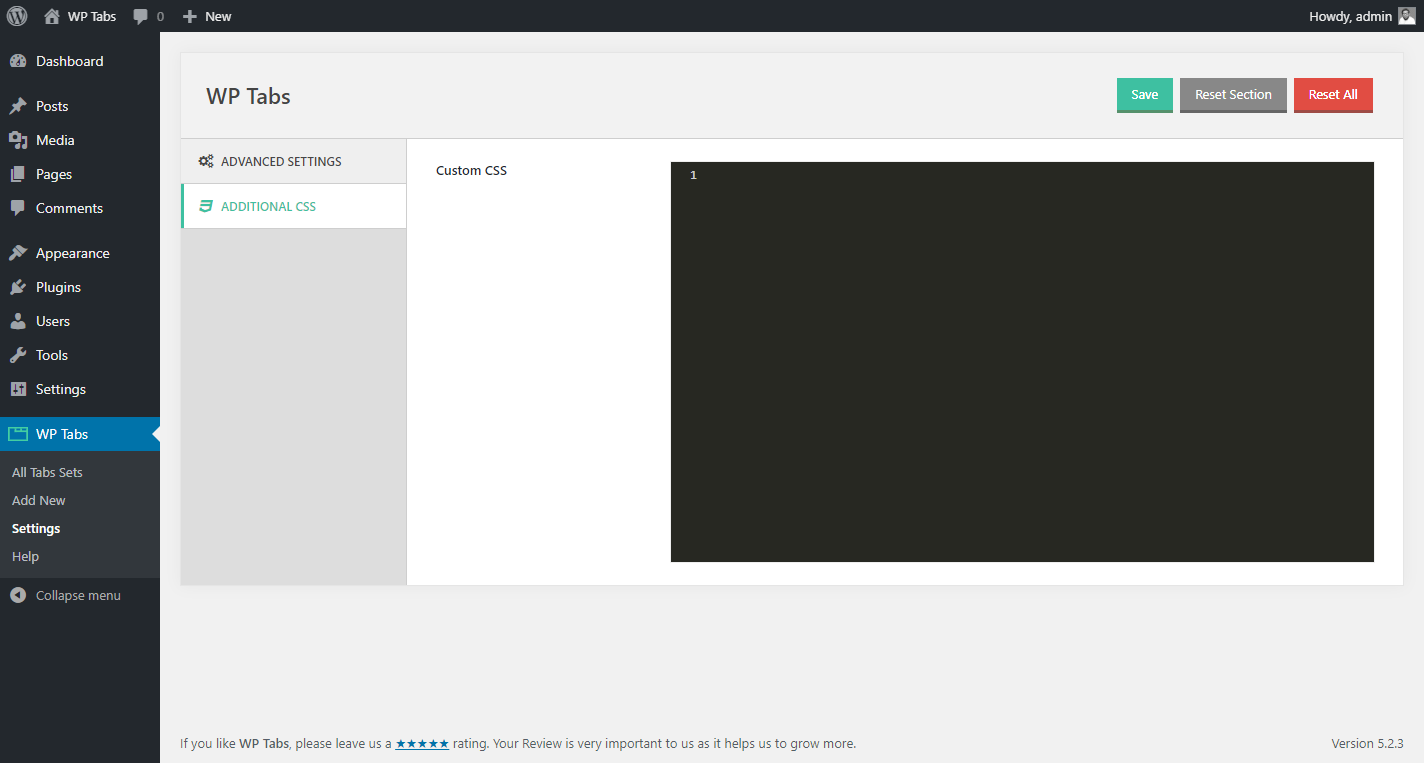 WP Tabs 0 New Howdy, admin
Dashboard
Posts
Media
Pages
Comments
Appearance
Plugins
Users
Tools
Settings
WP Tabs
All Tabs Sets
Add New
Settings
Help
Collapse menu
WP Tabs
Save Reset Section Reset All
ADVANCED SETTINGS
ADDITIONAL CSS
Custom CSS
1
If you like WP Tabs, please leave us a ★★★★★ rating. Your Review is very important to us as it helps us to grow more.
Version 5.2.3